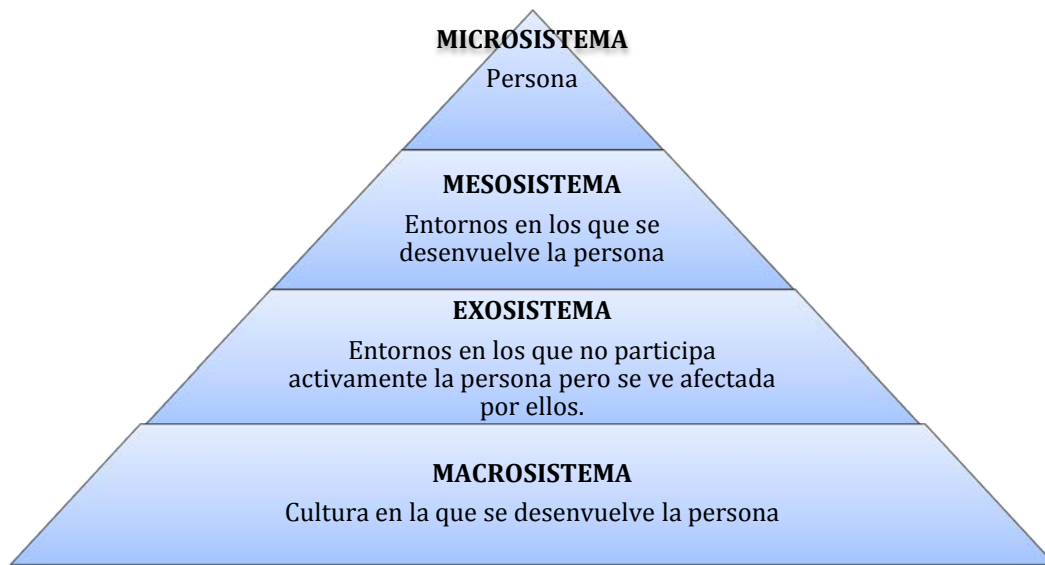 MICROSISTEMA
Persona
MESOSISTEMA
Entornos en los que se
desenvuelve la persona
EXOSISTEMA
Entornos en los que no participa
activamente la persona pero se ve afectada
por ellos.
MACROSISTEMA
Cultura en la que se desenvuelve la persona